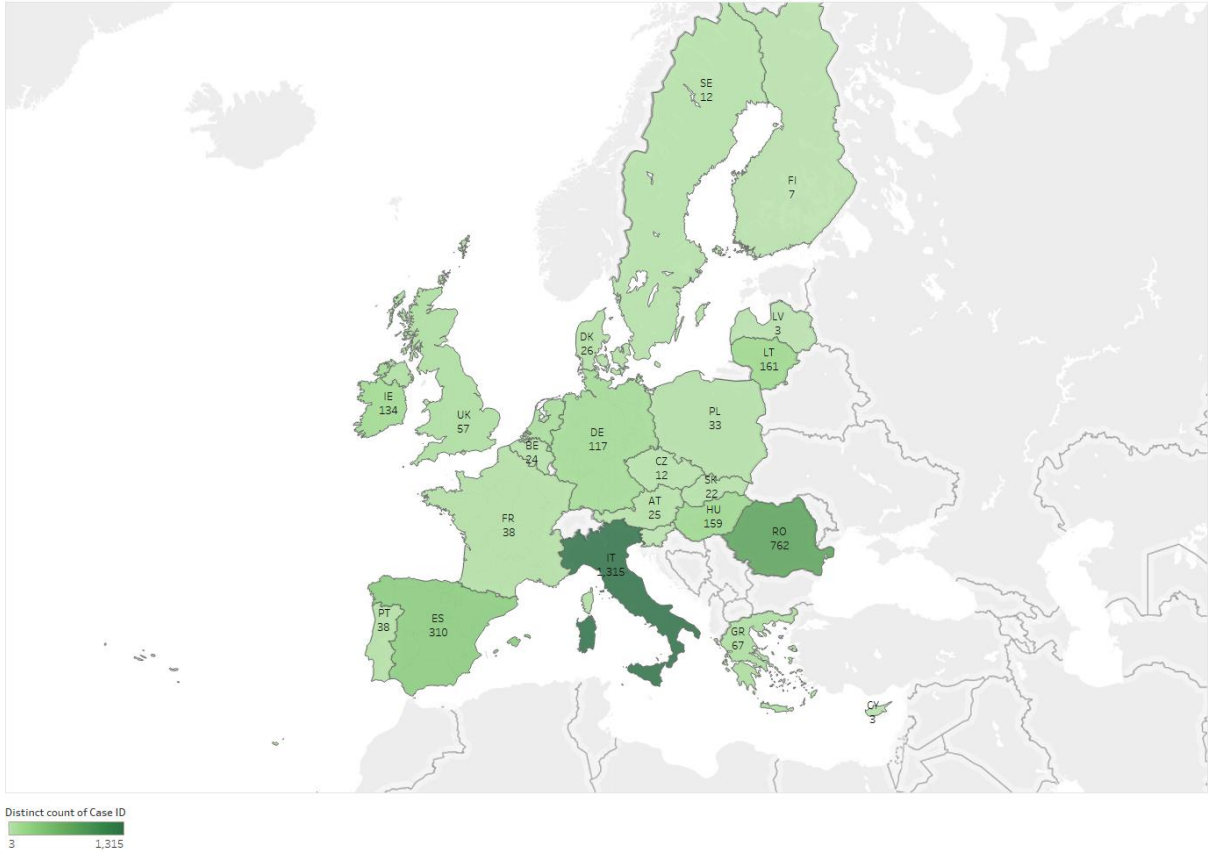 SE
12
FI
7
LV
3
DK
26
LT
161
IE
134
UK
57
PL
33
DE
117
BE
24
CZ
12
SK
22
AT
25
HU
159
FR
38
RO
762
IT
1,315
PT
38
ES
310
GR
67
CY
3
Distinct count of Case ID
3 1,315